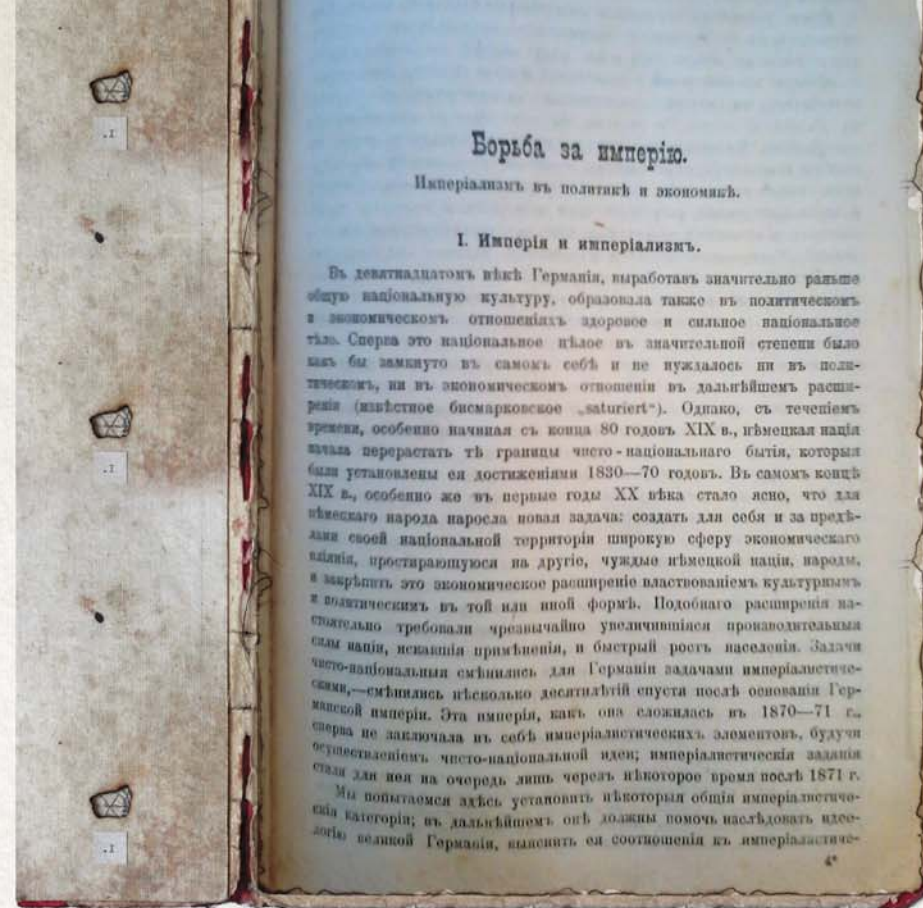 Борьба за имперію.
Имперіализмъ въ политикѣ и экономикѣ.
I. Имперія и имперіализмъ.
Въ девятнадцатомъ вѣкѣ Германія, выработавъ значительно раньше
общую національную культуру, образовала также въ политическомъ
и экономическомъ отношеніяхъ здоровое и сильное національное
тѣло. Сперва это національное цѣлое въ значительной степени было
какъ бы замкнуто въ самомъ себѣ и не нуждалось ни въ поли-
тическомъ, ни въ экономическомъ отношеніи въ дальнѣйшемъ расши-
реніи (извѣстное бисмарковское „saturiert“). Однако, съ теченіемъ
времени, особенно начиная съ конца 80 годовъ XIX в., нѣмецкая нація
начала перерастать тѣ границы чисто-національнаго бытія, которыя
были установлены ея достиженіями 1830—70 годовъ. Въ самомъ концѣ
XIX в., особенно же въ первые годы XX вѣка стало ясно, что для
нѣмецкаго народа наросла новая задача: создать для себя и за предѣ-
лами своей національной территоріи широкую сферу экономическаго
вліянія, простирающуюся на другіе, чуждые нѣмецкой націи, народы,
и закрѣпить это экономическое расширеніе властвованіемъ культурнымъ
и политическимъ въ той или иной формѣ. Подобнаго расширенія на-
стоятельно требовали чрезвычайно увеличившіяся производительныя
силы націи, искавшія примѣненія, и быстрый ростъ населенія. Задачи
чисто-національныя смѣнились для Германіи задачами имперіалистиче-
скими,—смѣнились нѣсколько десятилѣтій спустя послѣ основанія Гер-
манской имперіи. Эта имперія, какъ она сложилась въ 1870—71 г.,
сперва не заключала въ себѣ имперіалистическихъ элементовъ, будучи
осуществленіемъ чисто-національной идеи; имперіалистическія заданія
стали для нея на очередь лишь черезъ нѣкоторое время послѣ 1871 г.
Мы попытаемся здѣсь установить нѣкоторыя общія имперіалистиче-
скія категоріи; въ дальнѣйшемъ онѣ должны помочь наслѣдовать идео-
логію великой Германіи, выяснить ея соотношенія къ имперіалистиче-
4*